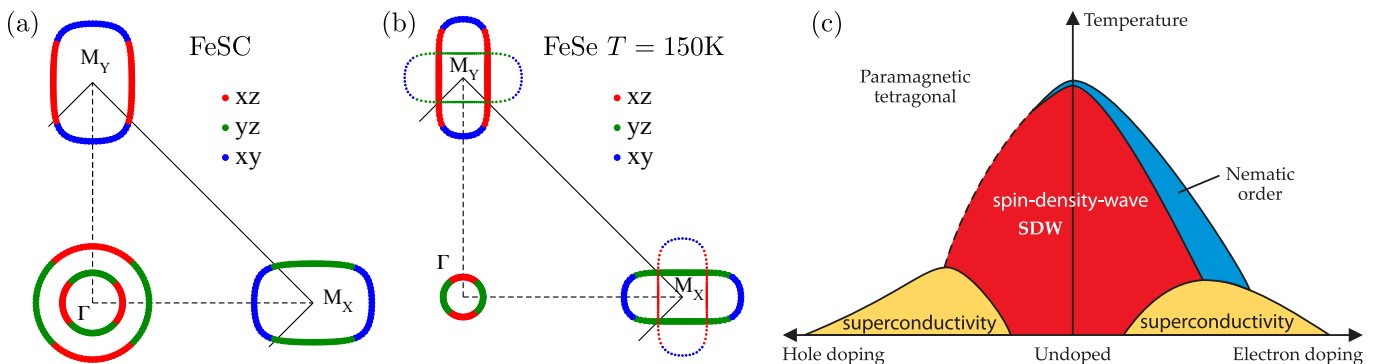 (a)
FeSC
M_Y
xz
yz
xy
Γ
M_X
(b)
FeSe T = 150K
M_Y
xz
yz
xy
Γ
M_X
(c)
Temperature
Paramagnetic
tetragonal
Nematic
order
spin-density-wave
SDW
superconductivity
superconductivity
Hole doping
Undoped
Electron doping